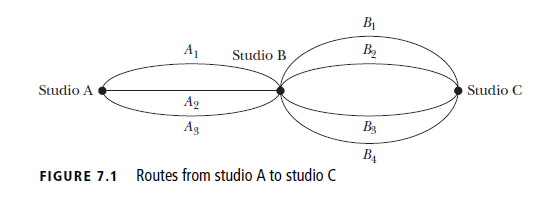 B1
A1 Studio B B2
Studio A Studio C
A2
A3 B3
B4
FIGURE 7.1 Routes from studio A to studio C